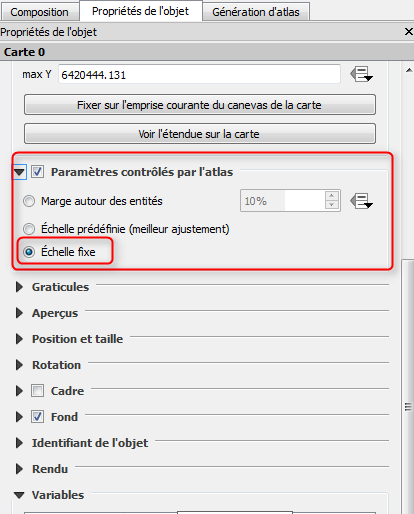 Composition Propriétés de l'objet Génération d'atlas
Propriétés de l'objet
Carte 0
max Y 6420444.131
Fixer sur l'emprise courante du canevas de la carte
Voir l'étendue sur la carte
Paramètres contrôlés par l'atlas
Marge autour des entités 10%
Échelle prédéfinie (meilleur ajustement)
Échelle fixe
Graticules
Aperçus
Position et taille
Rotation
Cadre
Fond
Identifiant de l'objet
Rendu
Variables